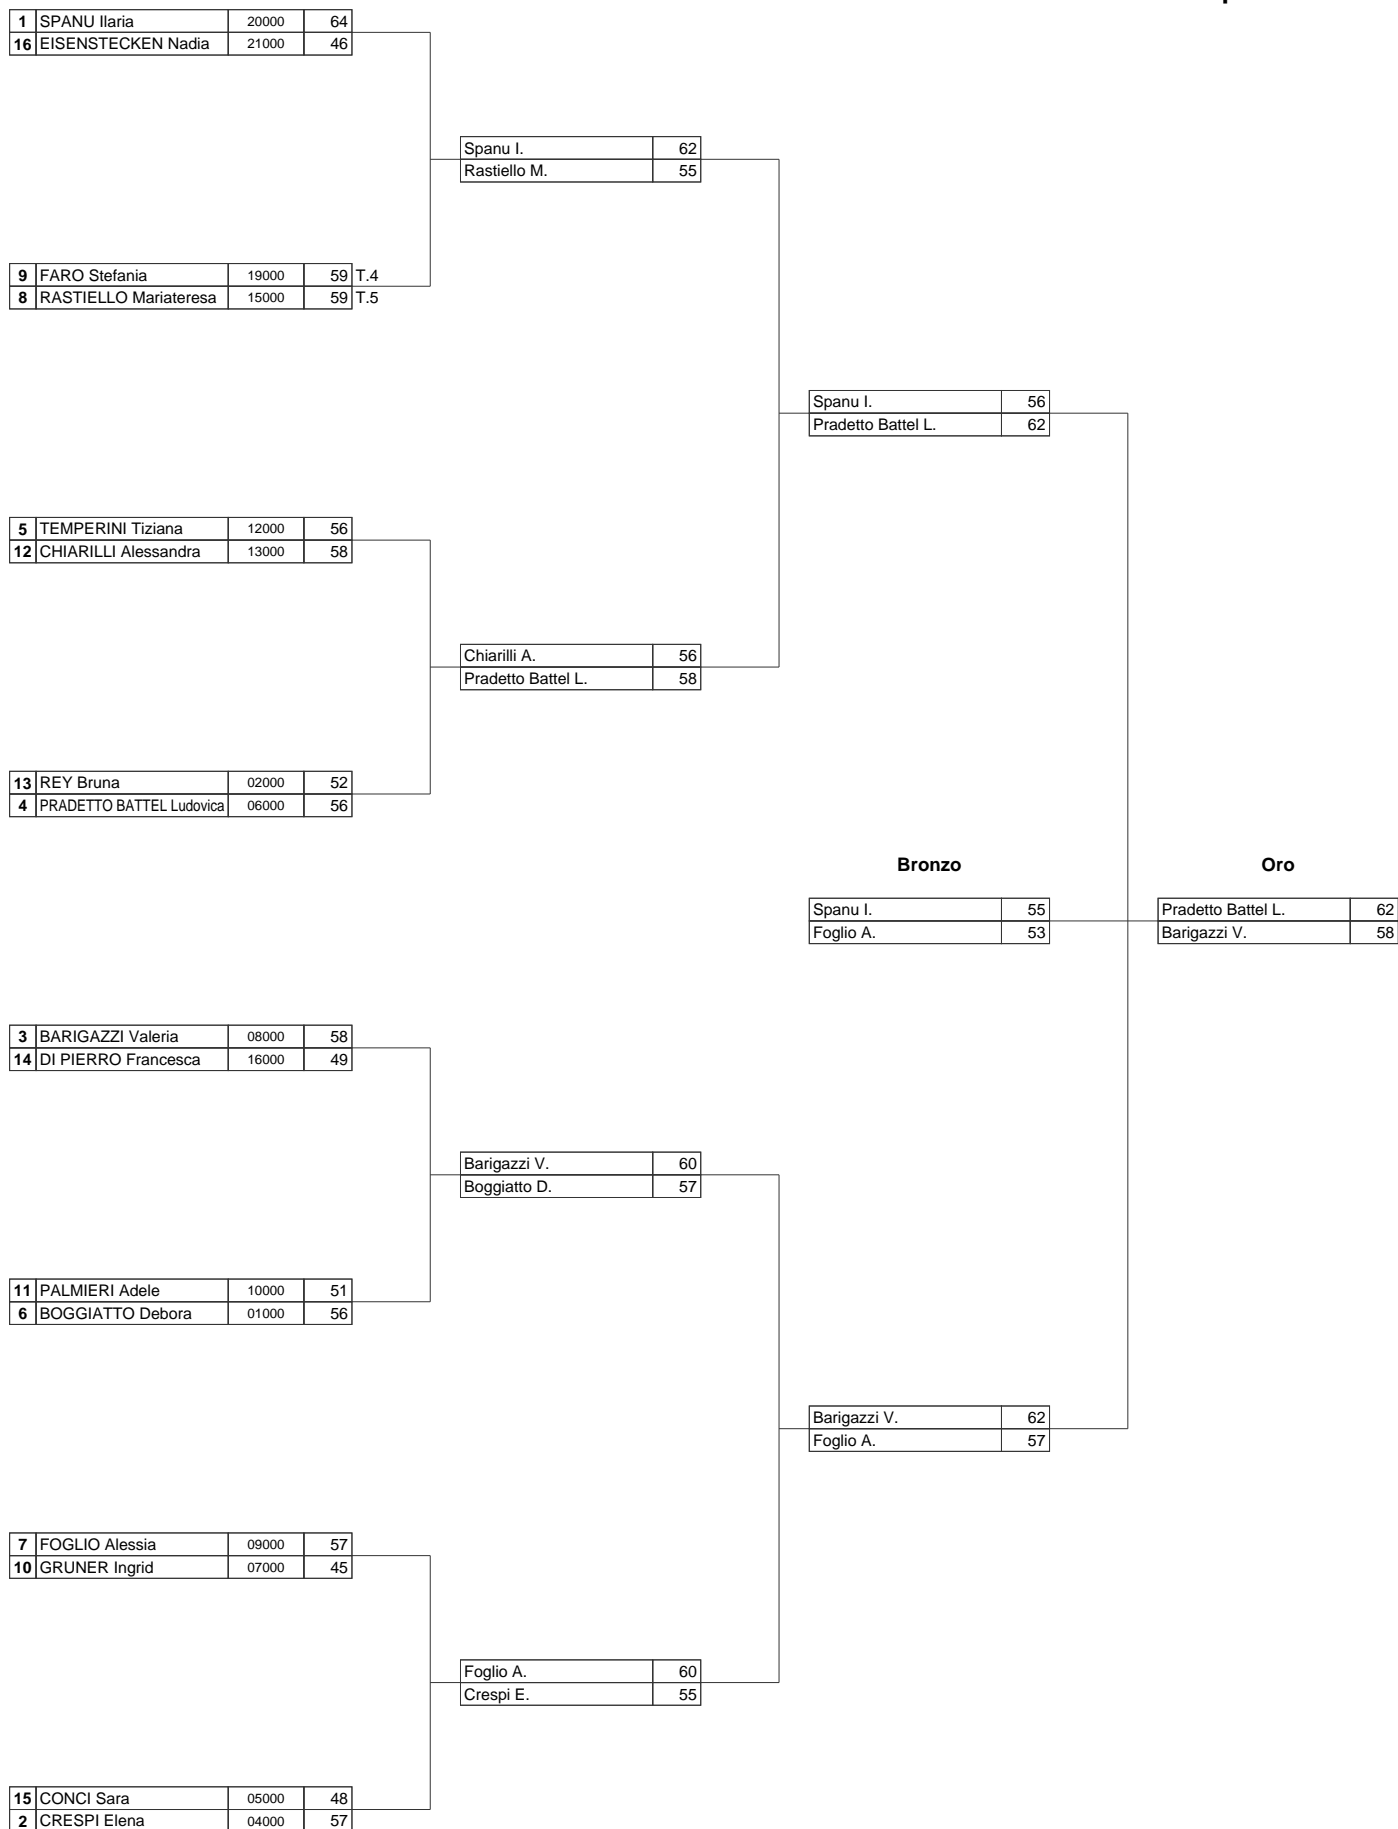 1 SPANU Ilaria 20000 64
16 EISENSTECKEN Nadia 21000 46
Spanu I. 62
Rastiello M. 55
9 FARO Stefania 19000 59 T.4
8 RASTIELLO Mariateresa 15000 59 T.5
Spanu I. 56
Pradetto Battel L. 62
5 TEMPERINI Tiziana 12000 56
12 CHIARILLI Alessandra 13000 58
Chiarilli A. 56
Pradetto Battel L. 58
13 REY Bruna 02000 52
4 PRADETTO BATTEL Ludovica 06000 56
Bronzo Oro
Spanu I. 55 Pradetto Battel L. 62
Foglio A. 53 Barigazzi V. 58
3 BARIGAZZI Valeria 08000 58
14 DI PIERRO Francesca 16000 49
Barigazzi V. 60
Boggiatto D. 57
11 PALMIERI Adele 10000 51
6 BOGGIATTO Debora 01000 56
Barigazzi V. 62
Foglio A. 57
7 FOGLIO Alessia 09000 57
10 GRUNER Ingrid 07000 45
Foglio A. 60
Crespi E. 55
15 CONCI Sara 05000 48
2 CRESPI Elena 04000 57